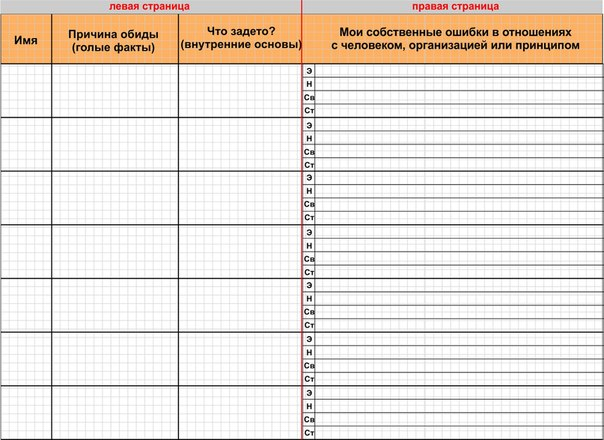 левая страница
правая страница
Имя
Причина обиды
(голые факты)
Что задето?
(внутренние основы)
Мои собственные ошибки в отношениях
с человеком, организацией или принципом
Э
Н
Св
Ст
Э
Н
Св
Ст
Э
Н
Св
Ст
Э
Н
Св
Ст
Э
Н
Св
Ст
Э
Н
Св
Ст
Э
Н
Св
Ст